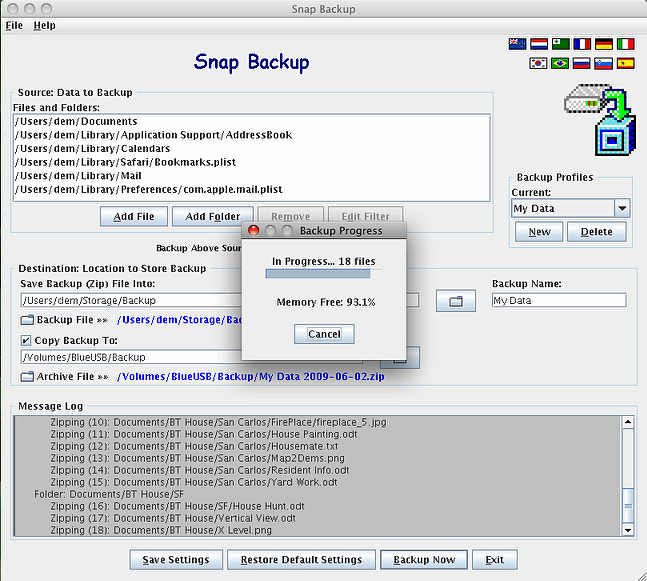 Snap Backup
File Help
Snap Backup
Source: Data to Backup
Files and Folders:
/Users/dem/Documents
/Users/dem/Library/Application Support/AddressBook
/Users/dem/Library/Calendars
/Users/dem/Library/Safari/Bookmarks.plist
/Users/dem/Library/Mail
/Users/dem/Library/Preferences/com.apple.mail.plist
Add File Add Folder Remove Edit Filter
Backup Profiles
Current:
My Data
New Delete
Backup Above Sour
Backup Progress
In Progress... 18 files
Memory Free: 93.1%
Cancel
Destination: Location to Store Backup
Save Backup (Zip) File Into:
/Users/dem/Storage/Backup
Backup Name:
My Data
Backup File »» /Users/dem/Storage/Ba
Copy Backup To:
/Volumes/BlueUSB/Backup
Archive File »» /Volumes/BlueUSB/Backup/My Data 2009-06-02.zip
Message Log
Zipping (10): Documents/BT House/San Carlos/FirePlace/fireplace_5.jpg
Zipping (11): Documents/BT House/San Carlos/House Painting.odt
Zipping (12): Documents/BT House/San Carlos/Housemate.txt
Zipping (13): Documents/BT House/San Carlos/Map2Dems.png
Zipping (14): Documents/BT House/San Carlos/Resident Info.odt
Zipping (15): Documents/BT House/San Carlos/Yard Work.odt
Folder: Documents/BT House/SF
Zipping (16): Documents/BT House/SF/House Hunt.odt
Zipping (17): Documents/BT House/Vertical View.odt
Zipping (18): Documents/BT House/X Level.png
Save Settings Restore Default Settings Backup Now Exit